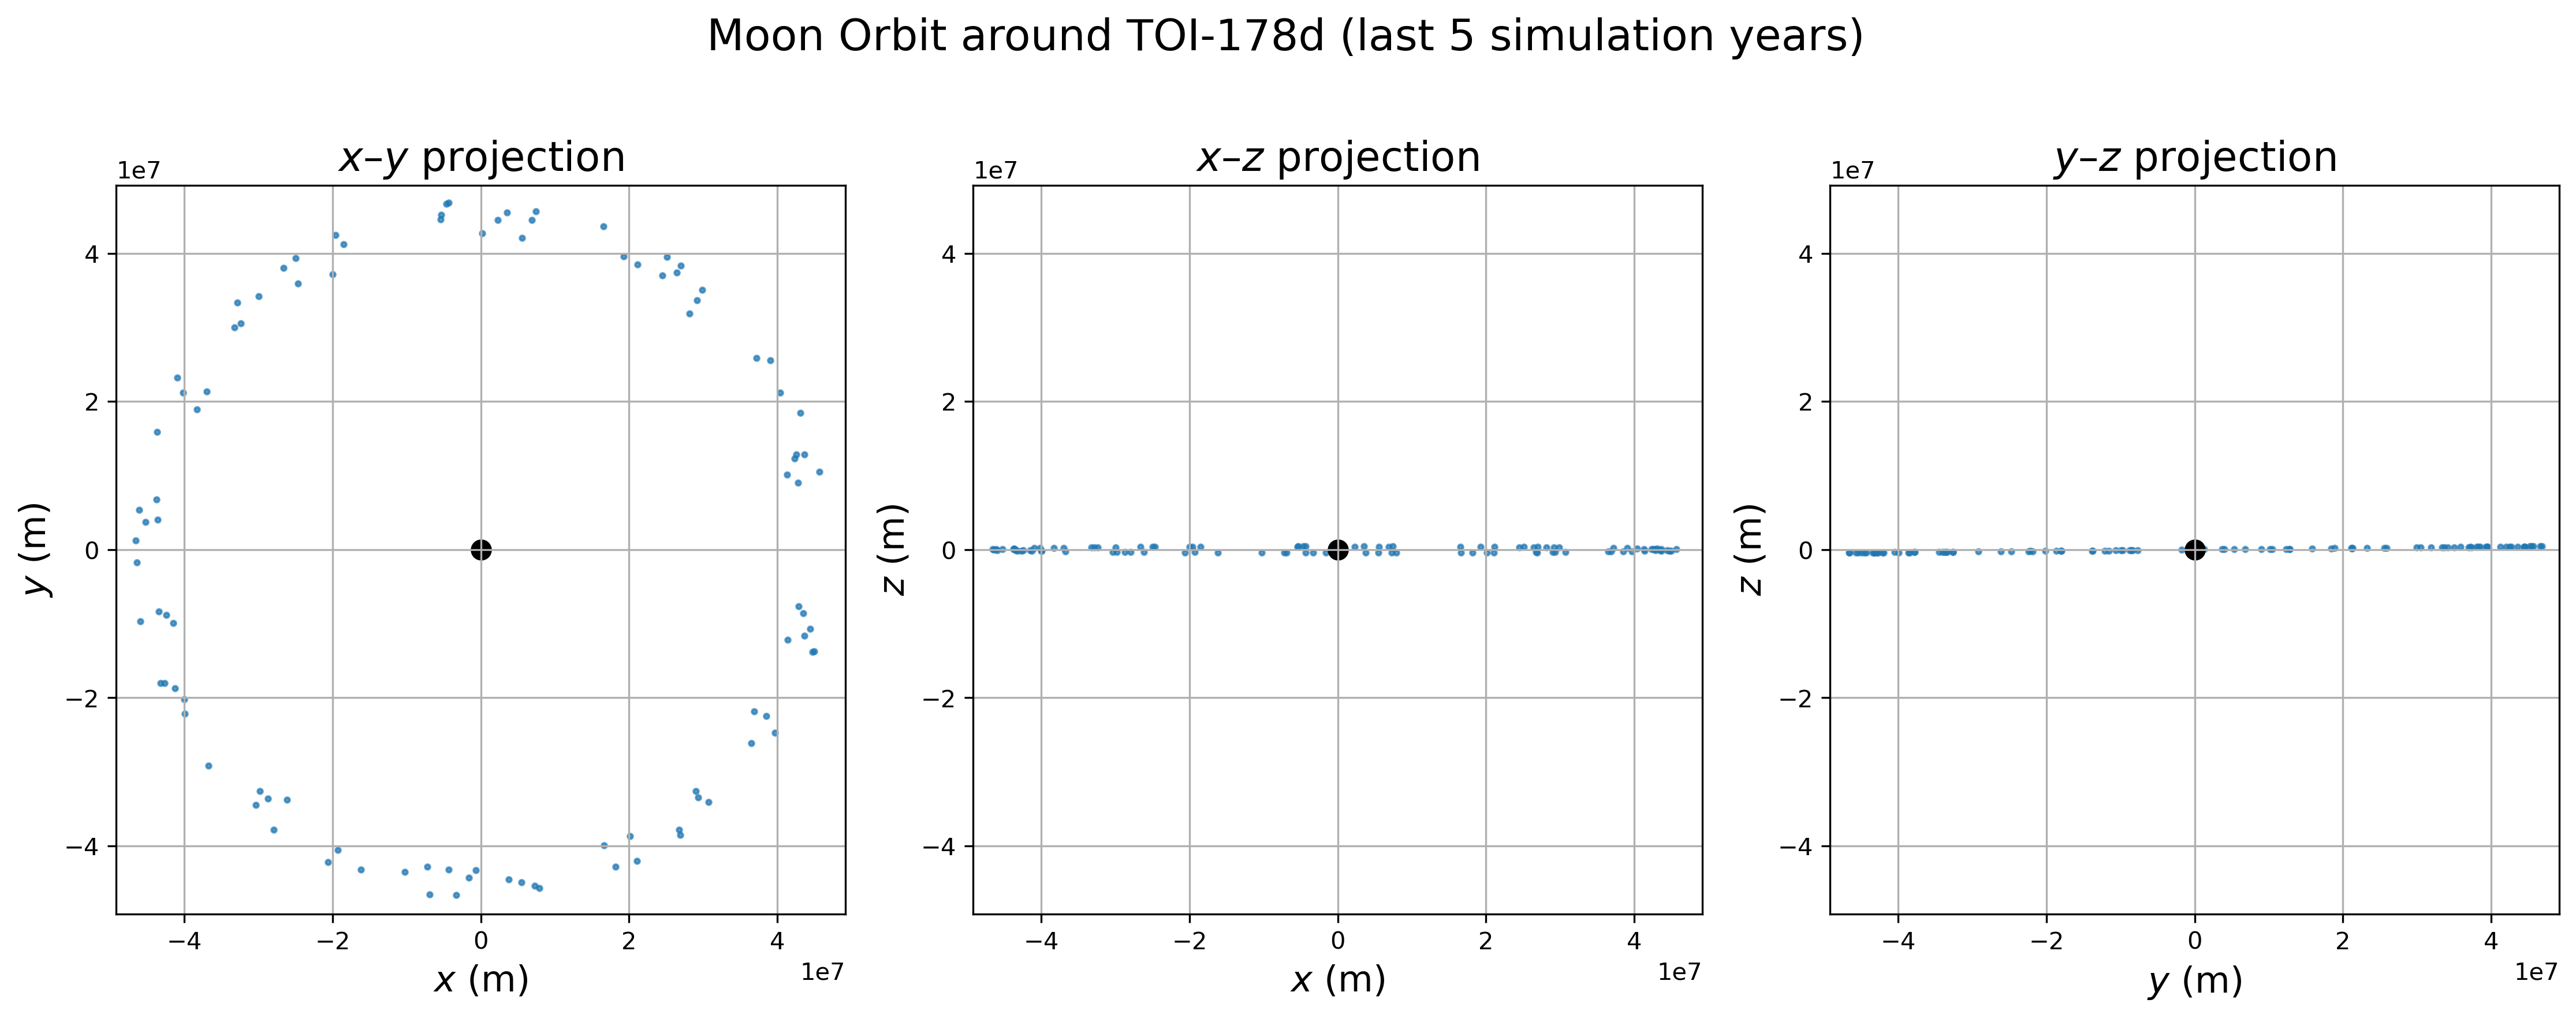 Moon Orbit around TOI-178d (last 5 simulation years)
x–y projection
1e7
4
2
0
−2
−4
y (m)
−4 −2 0 2 4
1e7
x (m)
x–z projection
1e7
4
2
0
−2
−4
z (m)
−4 −2 0 2 4
1e7
x (m)
y–z projection
1e7
4
2
0
−2
−4
z (m)
−4 −2 0 2 4
1e7
y (m)